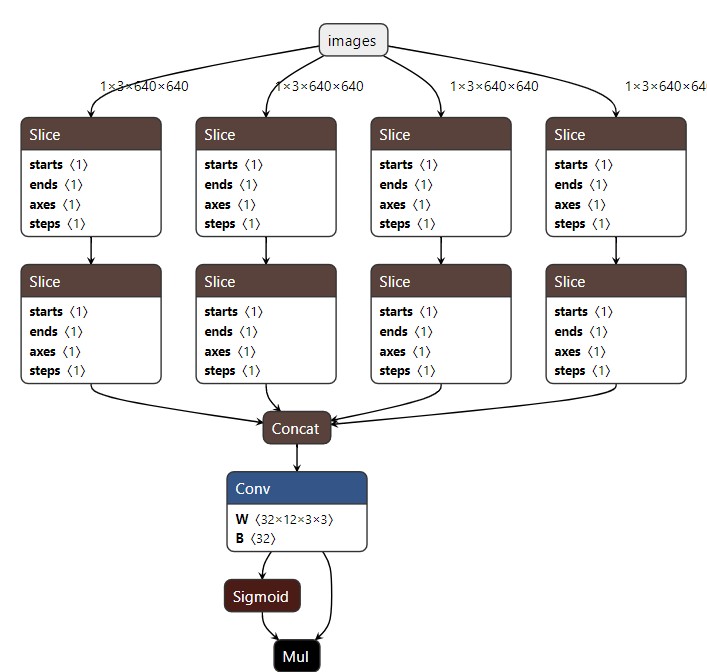 images
1×3×640×640 1×3×640×640 1×3×640×640 1×3×640×64
Slice Slice Slice Slice
starts 〈1〉 starts 〈1〉 starts 〈1〉 starts 〈1〉
ends 〈1〉 ends 〈1〉 ends 〈1〉 ends 〈1〉
axes 〈1〉 axes 〈1〉 axes 〈1〉 axes 〈1〉
steps 〈1〉 steps 〈1〉 steps 〈1〉 steps 〈1〉
Slice Slice Slice Slice
starts 〈1〉 starts 〈1〉 starts 〈1〉 starts 〈1〉
ends 〈1〉 ends 〈1〉 ends 〈1〉 ends 〈1〉
axes 〈1〉 axes 〈1〉 axes 〈1〉 axes 〈1〉
steps 〈1〉 steps 〈1〉 steps 〈1〉 steps 〈1〉
Concat
Conv
W 〈32×12×3×3〉
B 〈32〉
Sigmoid
Mul